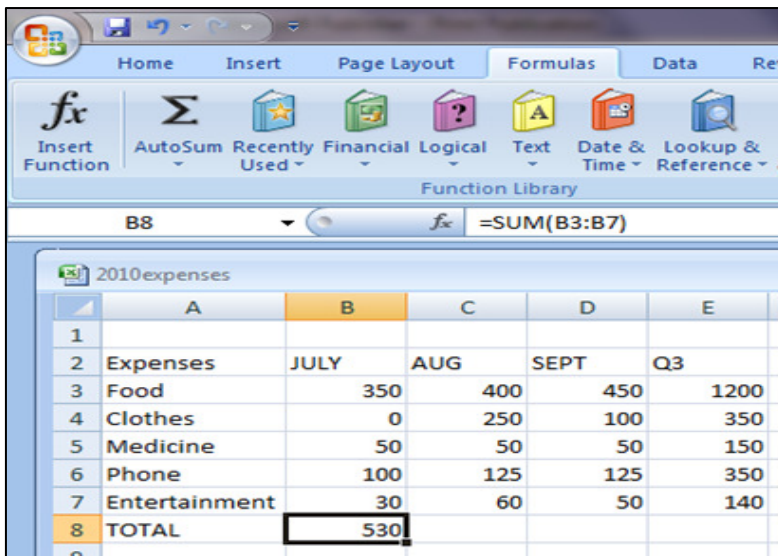 Home Insert Page Layout Formulas Data Re
fx Σ ? A
Insert Function AutoSum Recently Used Financial Logical Text Date & Time Lookup & Reference
Function Library
B8 fx =SUM(B3:B7)
2010expenses
A B C D E
1
2 Expenses JULY AUG SEPT Q3
3 Food 350 400 450 1200
4 Clothes 0 250 100 350
5 Medicine 50 50 50 150
6 Phone 100 125 125 350
7 Entertainment 30 60 50 140
8 TOTAL 530